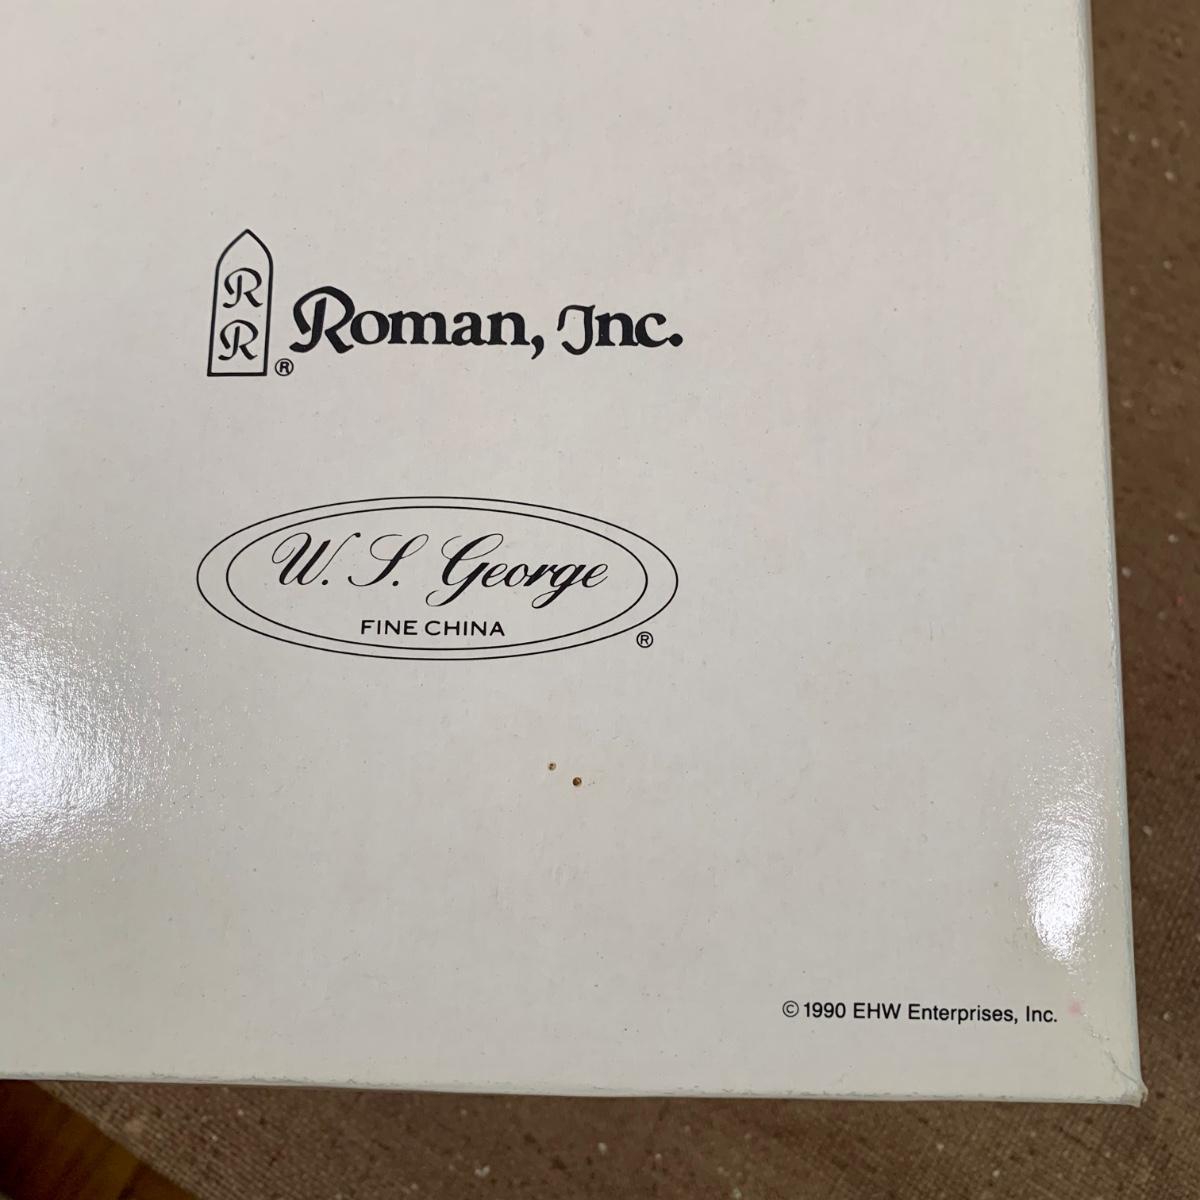 R
R
® Roman, Inc.
W. S. George
FINE CHINA
®
© 1990 EHW Enterprises, Inc.